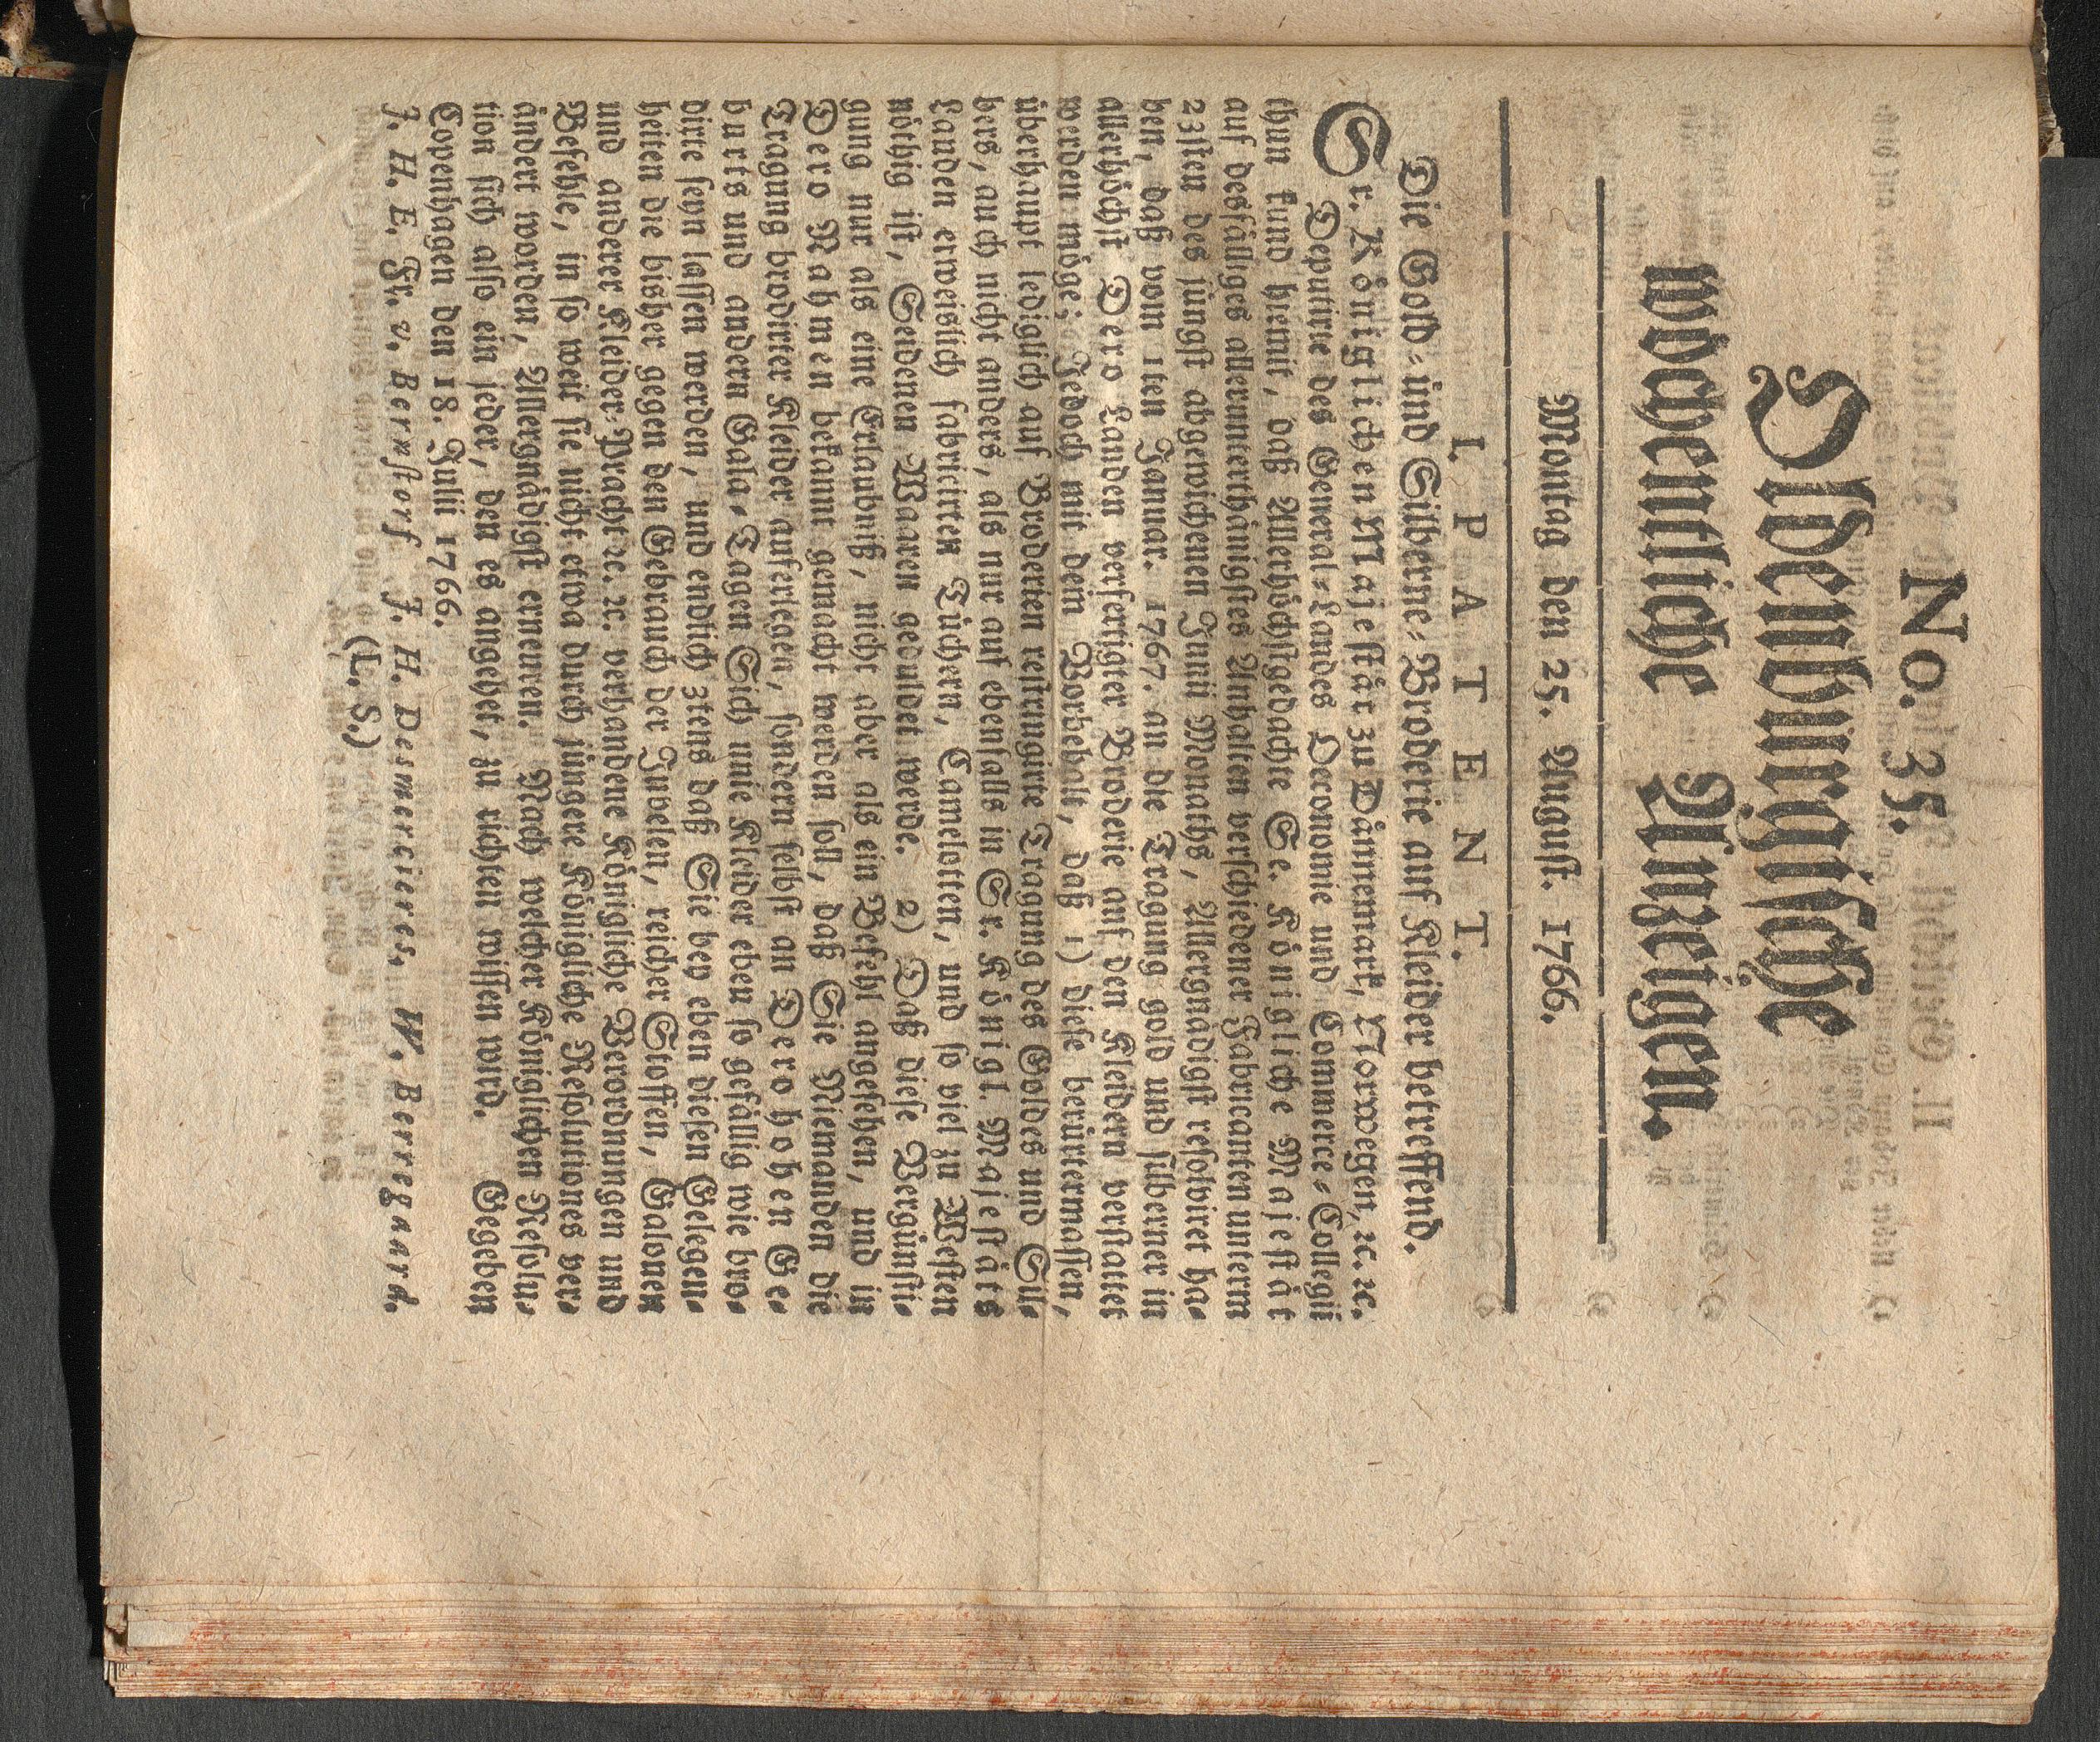 No. 35.
Oldenburgische
wöchentliche Anzeigen.
Montag den 25. August. 1766.
I. PATENT.
Die Gold- und Silberne-Broderie auf Kleider betreffend.
Sr. Königlichen Majestät zu Dännemark, Norwegen, ꝛc. ꝛc.
Deputirte des General-Landes Oeconomie und Commerce-Collegii
thun kund hiemit, daß Allerhöchstgedachte Se. Königliche Majestät
auf desfälliges allerunterthänigstes Anhalten verschiedener Fabricanten unterm
23sten des jüngst abgewichenen Junii Monaths, Allergnädigst resolviret ha-
ben, daß vom 1sten Januar. 1767. an die Tragung gold und silberner in
allerhöchst Dero Landen verfertigter Broderie auf den Kleidern verstattet
werden möge; Jedoch mit dem Vorbehalt, daß 1) diese berürtermassen,
überhaupt lediglich auf Broderien restringirte Tragung des Goldes und Sil-
bers, auch nicht anders, als nur auf ebenfalls in Sr. Königl. Majestäts
Landen erweislich fabricirten Tüchern, Camelotten, und so viel zu Westen
nöthig ist, Seidenen Waaren geduldet werde. 2) Daß diese Vergünsti-
gung nur als eine Erlaubniß, nicht aber als ein Befehl angesehen, und in
Dero Nahmen bekannt gemacht werden soll, daß Sie Niemanden die
Tragung brodirter Kleider auferlegen, sondern selbst an Dero hohen Ge-
burts und andern Gala-Tagen Sich unie Kleider eben so gefällig wie bro-
dirte seyn lassen werden, und endlich 3tens daß Sie bey eben diesen Gelegen-
heiten die bisher gegen den Gebrauch der Jubelen, reicher Stoffen, Galonen
und anderer Kleider-Pracht ꝛc. ꝛc. verhandene Königliche Verordnungen und
Befehle, in so weit sie nicht etwa durch jüngere Königliche Resolutiones ver-
ändert worden, Allergnädigst erneuren. Nach welcher Königlichen Resolu-
tion sich also ein jeder, den es angehet, zu richten wissen wird. Gegeben
Copenhagen den 18. Julii 1766.
J. H. E. Fr. v. Bernstorf J. H. Desmercieres. W. Berregaard.
(L. S.)